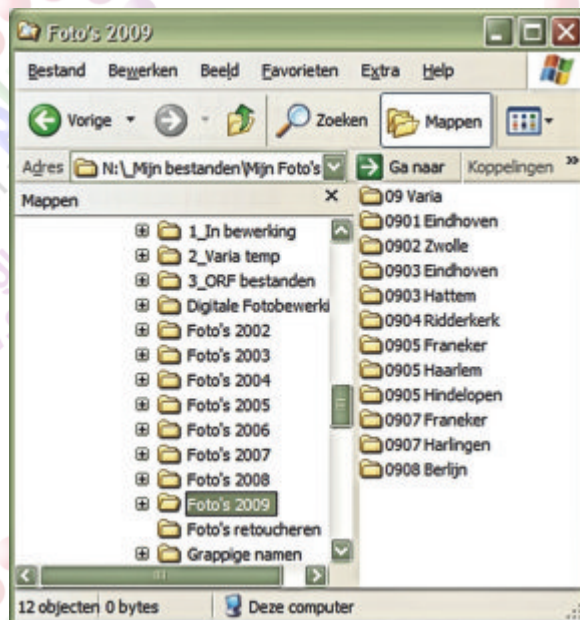 Foto's 2009
Bestand Bewerken Beeld Favorieten Extra Help
Vorige Zoeken Mappen
Adres N:\_Mijn bestanden\Mijn Foto's Ga naar Koppelingen »
Mappen x
1_In bewerking
2_Varia temp
3_ORF bestanden
Digitale Fotobewerki
Foto's 2002
Foto's 2003
Foto's 2004
Foto's 2005
Foto's 2006
Foto's 2007
Foto's 2008
Foto's 2009
Foto's retoucheren
Grappige namen
09 Varia
0901 Eindhoven
0902 Zwolle
0903 Eindhoven
0903 Hattem
0904 Ridderkerk
0905 Franeker
0905 Haarlem
0905 Hindelopen
0907 Franeker
0907 Harlingen
0908 Berlijn
12 objecten 0 bytes Deze computer